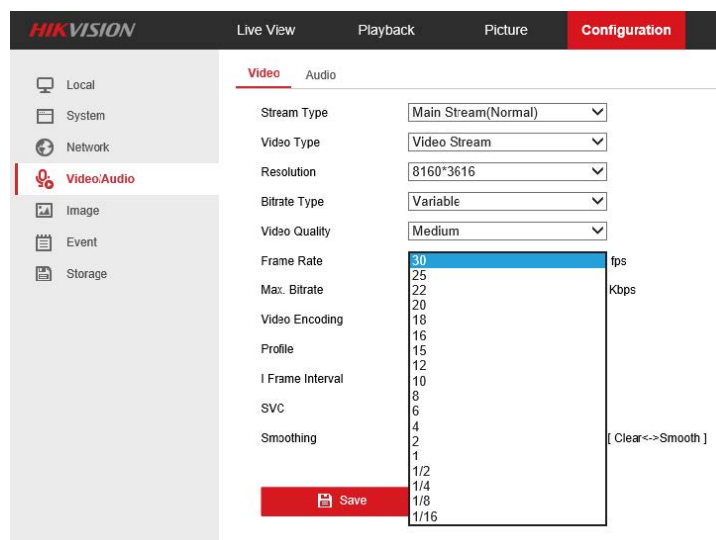 HIKVISION Live View Playback Picture Configuration
Video Audio
Local
System
Network
Video/Audio
Image
Event
Storage
Stream Type Main Stream(Normal)
Video Type Video Stream
Resolution 8160*3616
Bitrate Type Variable
Video Quality Medium
Frame Rate 30 fps
25
Max. Bitrate 22 Kbps
20
Video Encoding 18
16
Profile 15
12
I Frame Interval 10
8
SVC 6
4
Smoothing 2 [ Clear<->Smooth ]
1
1/2
1/4
Save 1/8
1/16